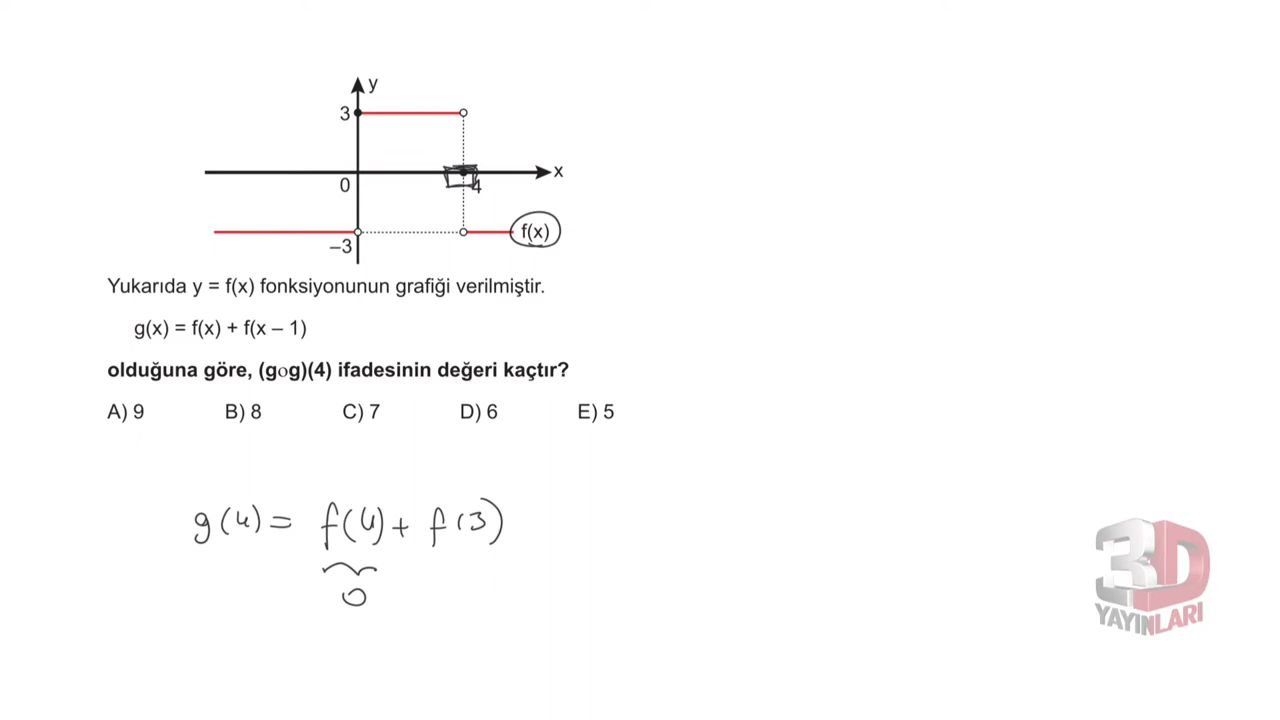 y
3
x
0
4
f(x)
–3
Yukarıda y = f(x) fonksiyonunun grafiği verilmiştir.
g(x) = f(x) + f(x – 1)
olduğuna göre, (gog)(4) ifadesinin değeri kaçtır?
A) 9 B) 8 C) 7 D) 6 E) 5
g(4) = f(4) + f(3)
0
3D
YAYINLARI